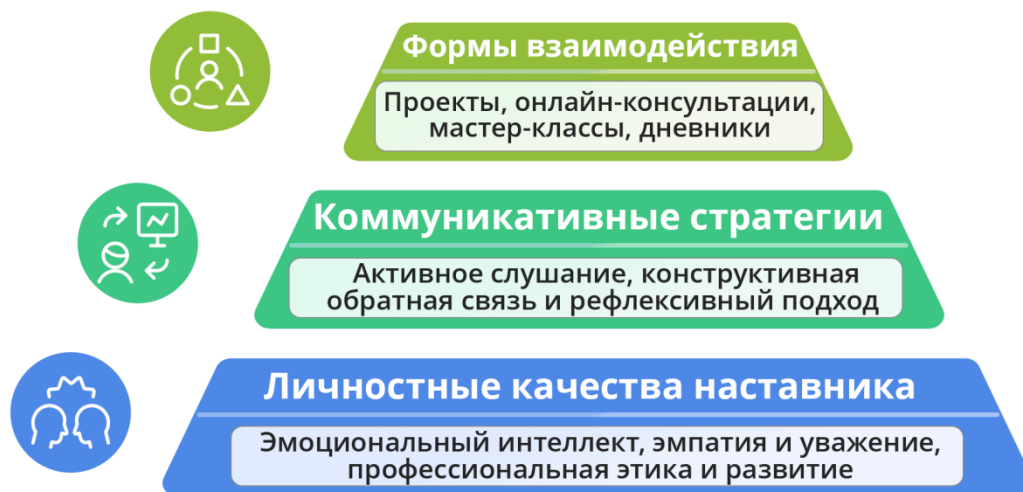 Формы взаимодействия
Проекты, онлайн-консультации,
мастер-классы, дневники
Коммуникативные стратегии
Активное слушание, конструктивная
обратная связь и рефлексивный подход
Личностные качества наставника
Эмоциональный интеллект, эмпатия и уважение,
профессиональная этика и развитие